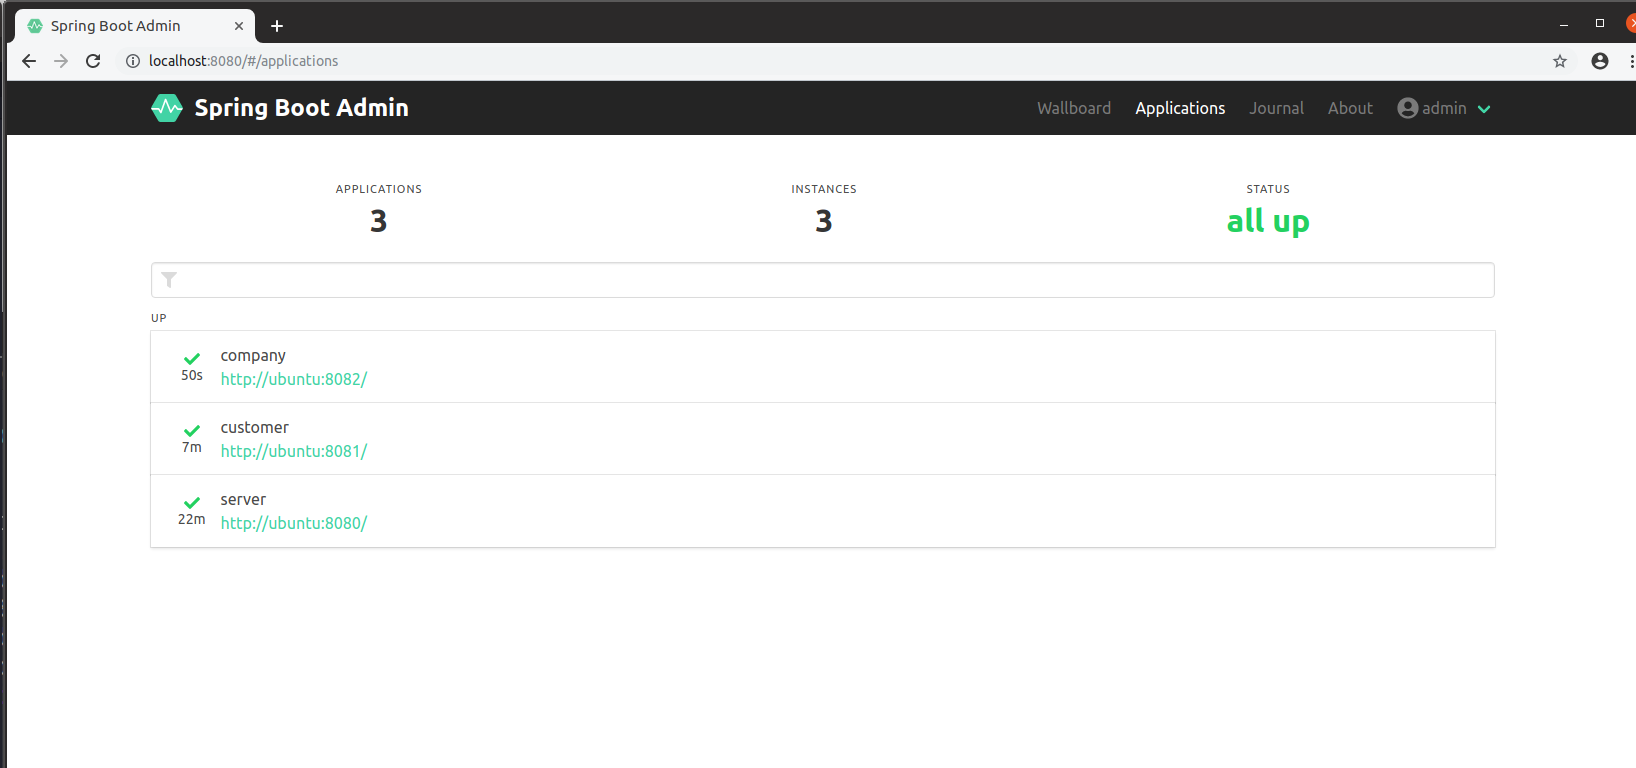 Spring Boot Admin
localhost:8080/#/applications
Spring Boot Admin
Wallboard Applications Journal About admin
APPLICATIONS INSTANCES STATUS
3 3 all up
UP
company
50s
http://ubuntu:8082/
customer
7m
http://ubuntu:8081/
server
22m
http://ubuntu:8080/